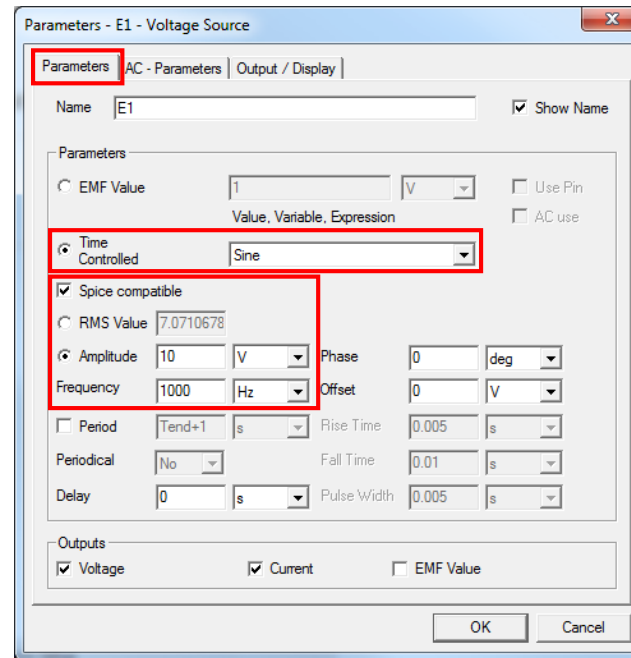 Parameters - E1 - Voltage Source
Parameters AC - Parameters Output / Display
Name E1 Show Name
Parameters
EMF Value 1 V Use Pin
Value, Variable, Expression AC use
Time
Controlled Sine
Spice compatible
RMS Value 7.0710678
Amplitude 10 V Phase 0 deg
Frequency 1000 Hz Offset 0 V
Period Tend+1 s Rise Time 0.005 s
Periodical No Fall Time 0.01 s
Delay 0 s Pulse Width 0.005 s
Outputs
Voltage Current EMF Value
OK Cancel